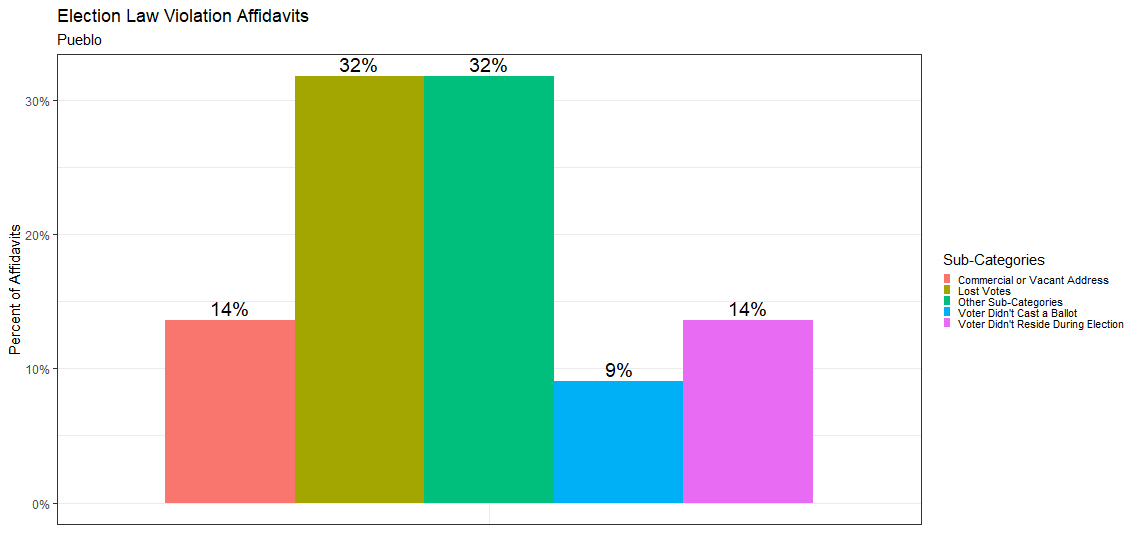 Election Law Violation Affidavits
Pueblo
Percent of Affidavits
30%
20%
10%
0%
14%
32%
32%
9%
14%
Sub-Categories
Commercial or Vacant Address
Lost Votes
Other Sub-Categories
Voter Didn't Cast a Ballot
Voter Didn't Reside During Election